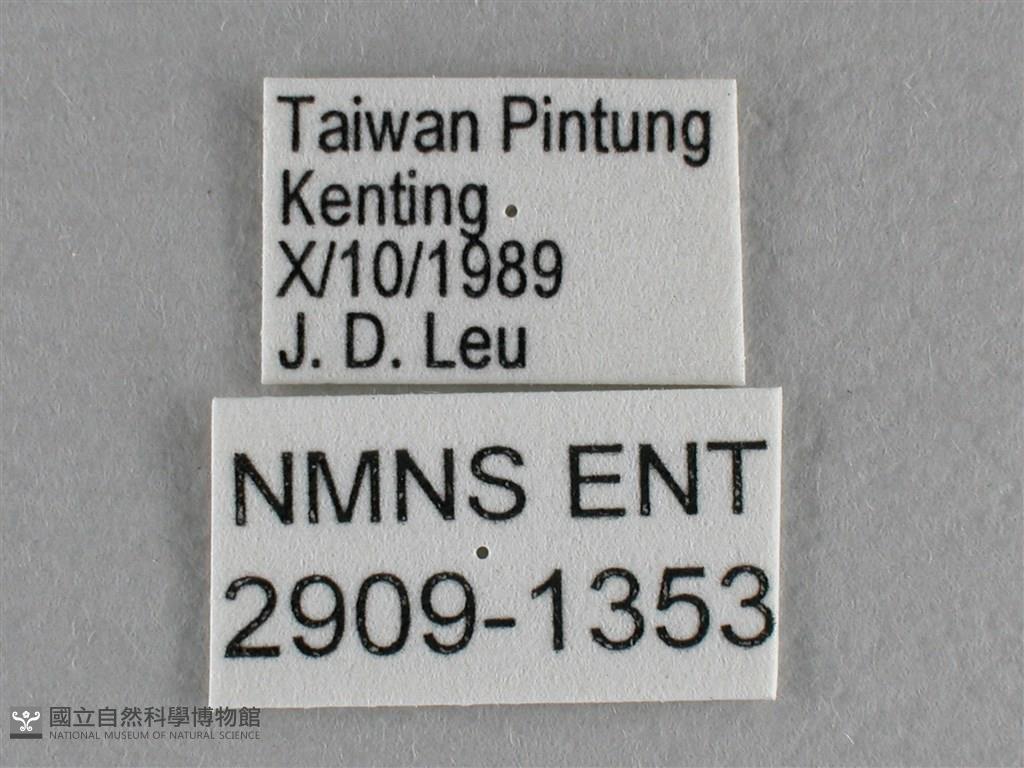 Taiwan Pintung
Kenting
X/10/1989
J. D. Leu
NMNS ENT
2909-1353
國立自然科學博物館
NATIONAL MUSEUM OF NATURAL SCIENCE